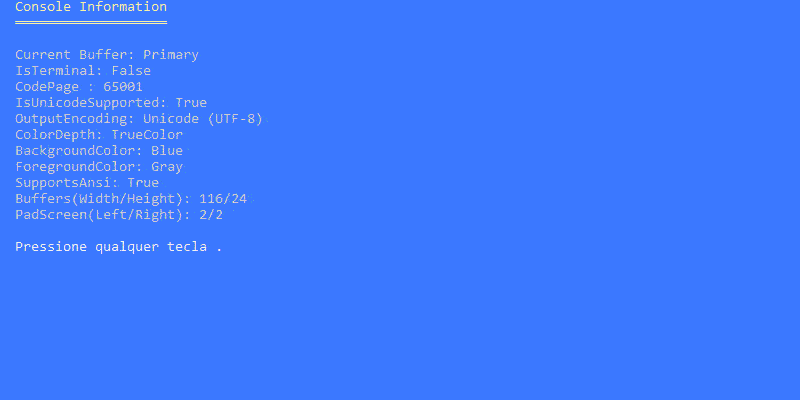 Console Information
Current Buffer: Primary
IsTerminal: False
CodePage : 65001
IsUnicodeSupported: True
OutputEncoding: Unicode (UTF-8)
ColorDepth: TrueColor
BackgroundColor: Blue
ForegroundColor: Gray
SupportsAnsi: True
Buffers(Width/Height): 116/24
PadScreen(Left/Right): 2/2
Pressione qualquer tecla .